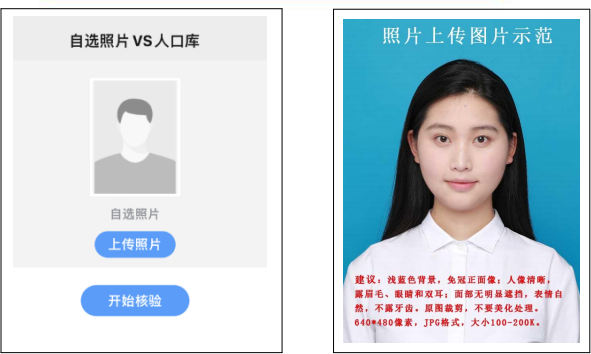 自选照片 VS 人口库
自选照片
上传照片
开始核验
照片上传图片示范
建议：浅蓝色背景，免冠正面像；人像清晰，
露眉毛、眼睛和双耳；面部无明显遮挡，表情自
然，不露牙齿。原图裁剪，不要美化处理。
640*480像素，JPG格式，大小100-200K。